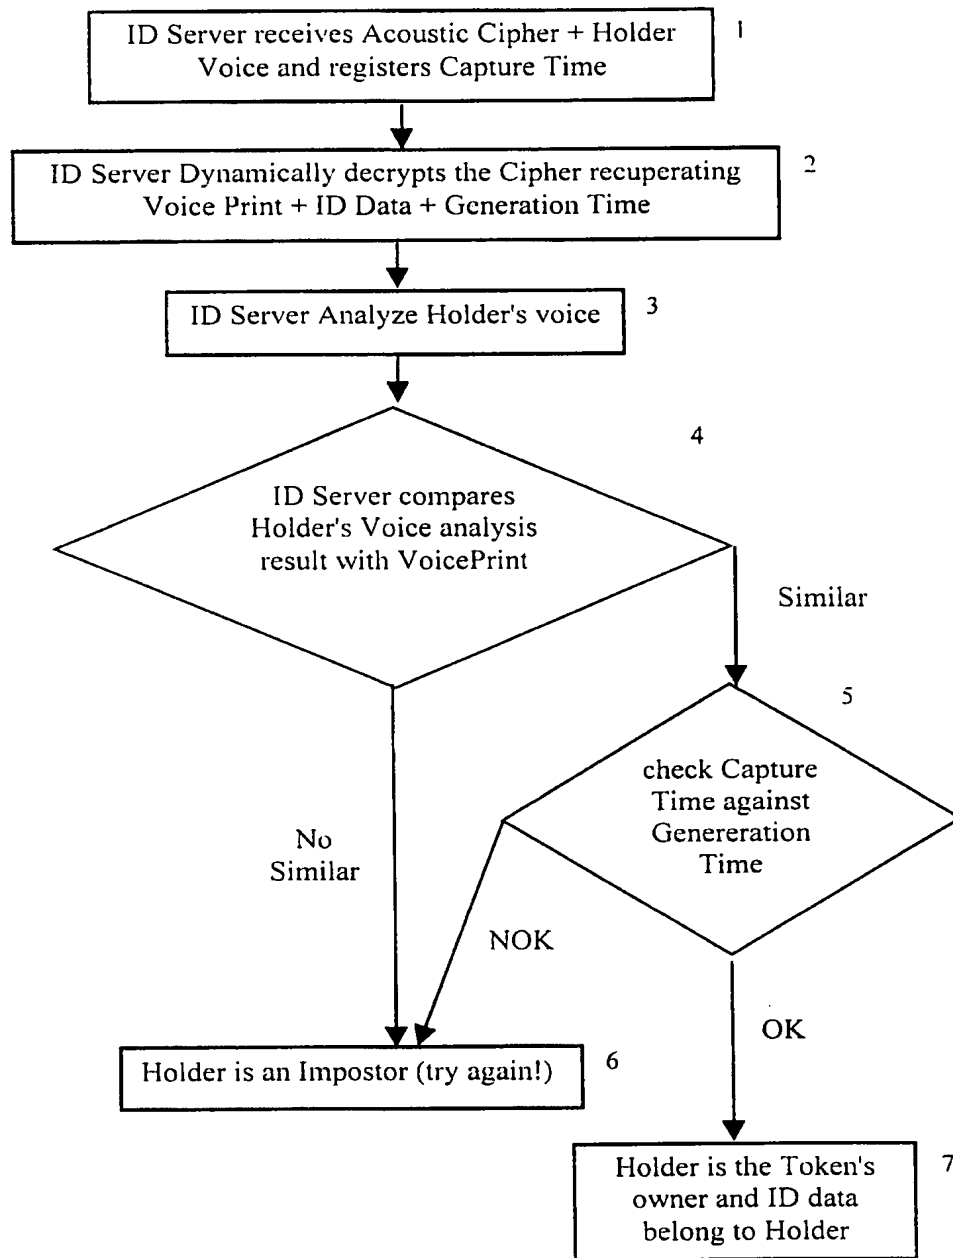 ID Server receives Acoustic Cipher + Holder
Voice and registers Capture Time
1
ID Server Dynamically decrypts the Cipher recuperating
Voice Print + ID Data + Generation Time
2
ID Server Analyze Holder's voice
3
4
ID Server compares
Holder's Voice analysis
result with VoicePrint
Similar
5
check Capture
Time against
Genereration
Time
No
Similar
NOK
OK
Holder is an Impostor (try again!)
6
Holder is the Token's
owner and ID data
belong to Holder
7